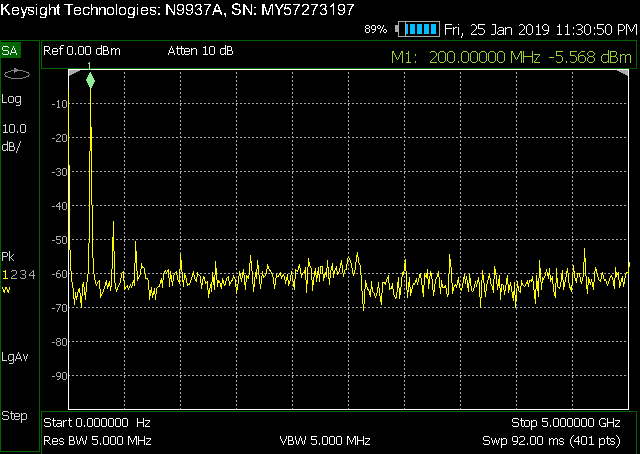 Keysight Technologies: N9937A, SN: MY57273197
89% Fri, 25 Jan 2019 11:30:50 PM
SA Ref 0.00 dBm Atten 10 dB M1: 200.00000 MHz -5.568 dBm
1
Log
10.0
dB/
-10
-20
-30
-40
-50
-60
-70
-80
-90
Pk
1234
w
LgAv
Step
Start 0.000000 Hz Stop 5.000000 GHz
Res BW 5.000 MHz VBW 5.000 MHz Swp 92.00 ms (401 pts)